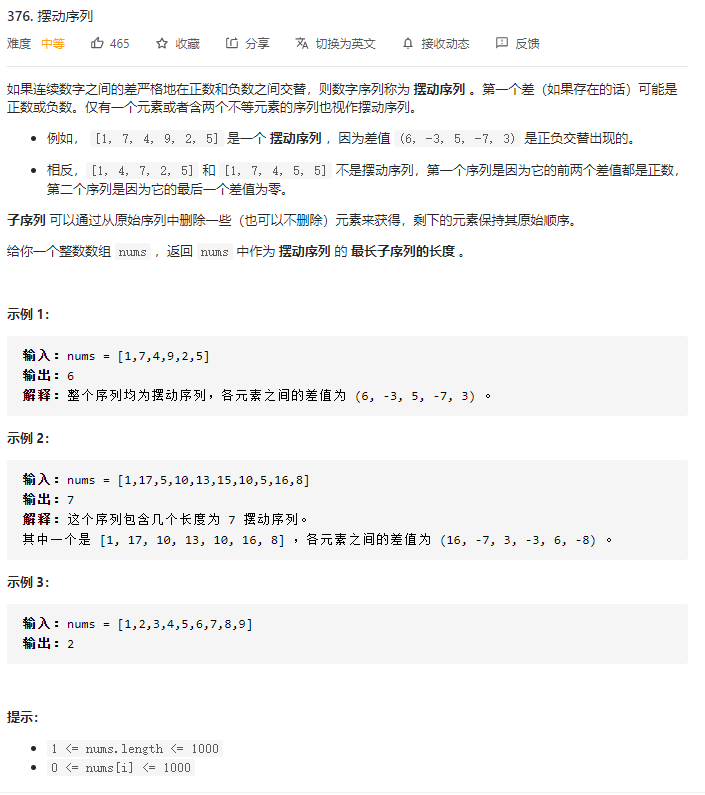 376. 摆动序列
难度 中等 465 收藏 分享 切换为英文 接收动态 反馈
如果连续数字之间的差严格地在正数和负数之间交替，则数字序列称为 摆动序列 。第一个差（如果存在的话）可能是
正数或负数。仅有一个元素或者含两个不等元素的序列也视作摆动序列。
• 例如， [1, 7, 4, 9, 2, 5] 是一个 摆动序列 ，因为差值 (6, -3, 5, -7, 3) 是正负交替出现的。
• 相反，[1, 4, 7, 2, 5] 和 [1, 7, 4, 5, 5] 不是摆动序列，第一个序列是因为它的前两个差值都是正数，
第二个序列是因为它的最后一个差值为零。
子序列 可以通过从原始序列中删除一些（也可以不删除）元素来获得，剩下的元素保持其原始顺序。
给你一个整数数组 nums ，返回 nums 中作为 摆动序列 的 最长子序列的长度 。
示例 1：
输入：nums = [1,7,4,9,2,5]
输出：6
解释：整个序列均为摆动序列，各元素之间的差值为 (6, -3, 5, -7, 3) 。
示例 2：
输入：nums = [1,17,5,10,13,15,10,5,16,8]
输出：7
解释：这个序列包含几个长度为 7 摆动序列。
其中一个是 [1, 17, 10, 13, 10, 16, 8] ，各元素之间的差值为 (16, -7, 3, -3, 6, -8) 。
示例 3：
输入：nums = [1,2,3,4,5,6,7,8,9]
输出：2
提示：
• 1 <= nums.length <= 1000
• 0 <= nums[i] <= 1000